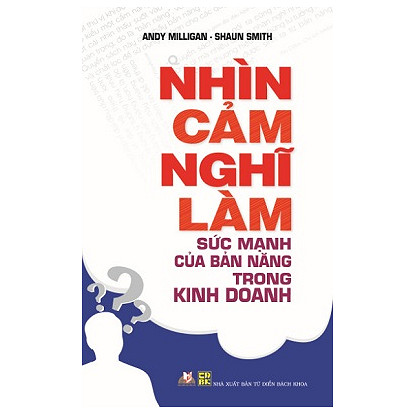 ANDY MILLIGAN - SHAUN SMITH
NHÌN
CẢM
NGHĨ
LÀM
SỨC MẠNH
CỦA BẢN NĂNG
TRONG
KINH DOANH
NHÀ XUẤT BẢN TỪ ĐIỂN BÁCH KHOA